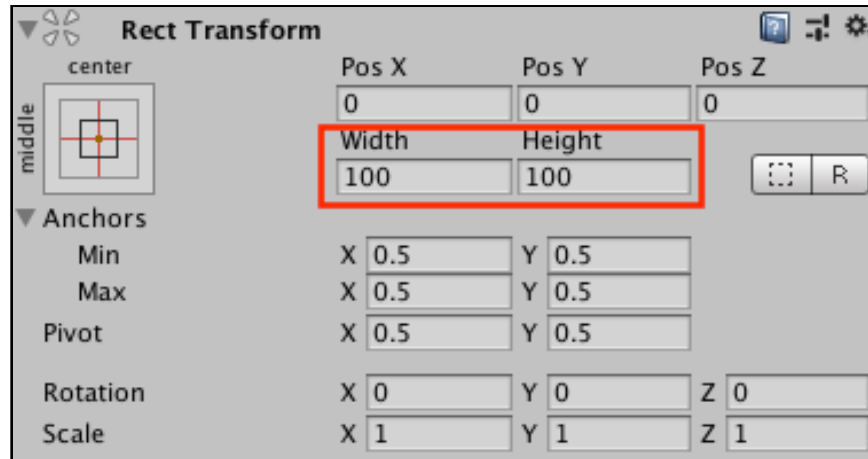 Rect Transform
center Pos X Pos Y Pos Z
middle
0 0 0
Width Height
100 100 R
Anchors
Min X 0.5 Y 0.5
Max X 0.5 Y 0.5
Pivot X 0.5 Y 0.5
Rotation X 0 Y 0 Z 0
Scale X 1 Y 1 Z 1